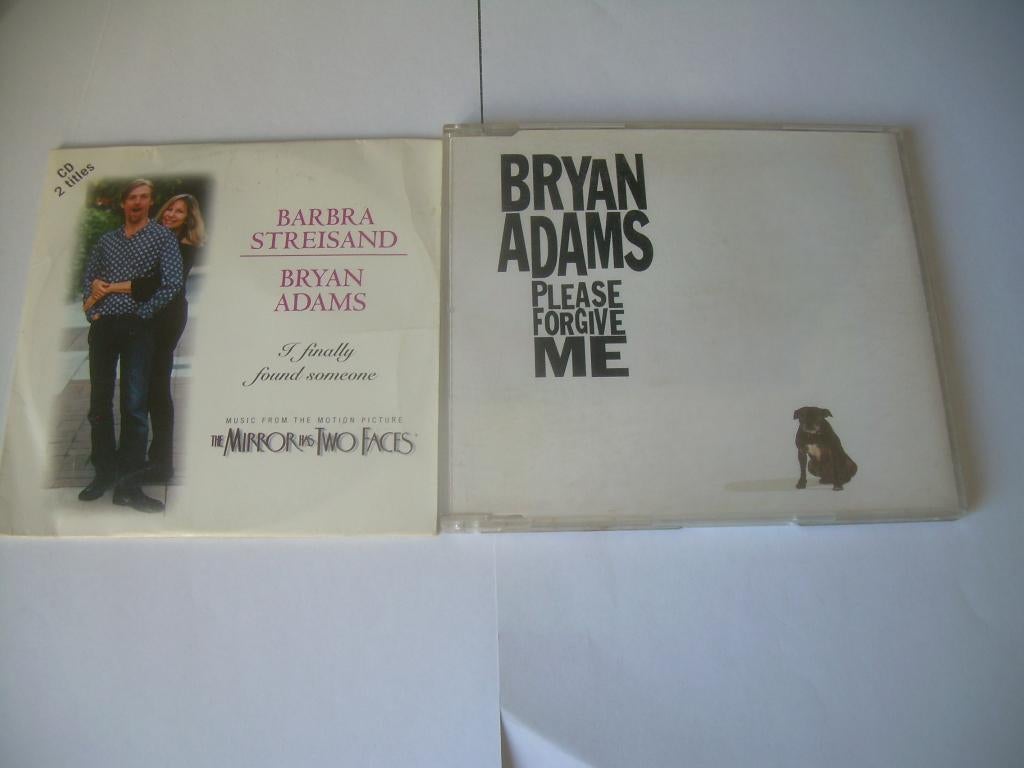 CD
2 titles
BARBRA
STREISAND
BRYAN
ADAMS
I finally
found someone
MUSIC FROM THE MOTION PICTURE
THE MIRROR HAS TWO FACES
BRYAN
ADAMS
PLEASE
FORGIVE
ME